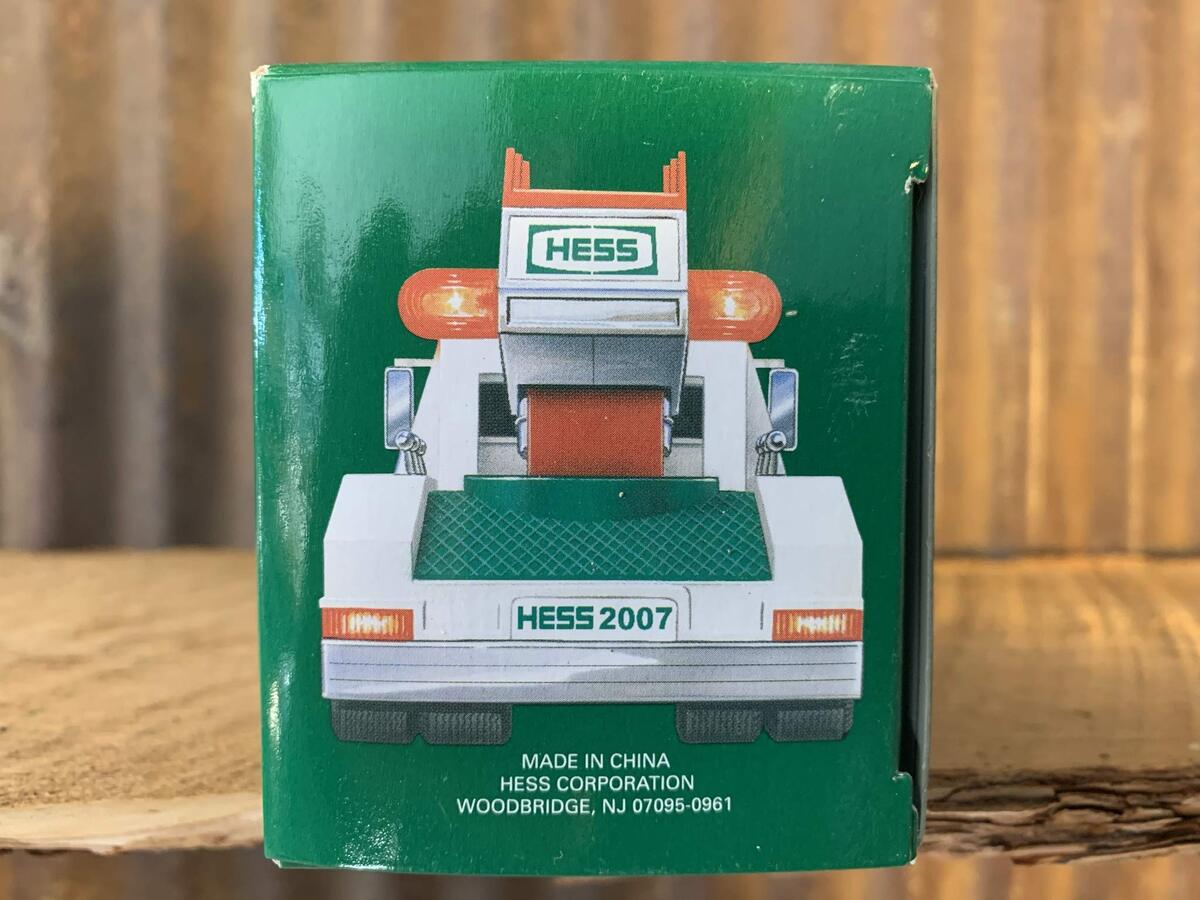 HESS
HESS 2007
MADE IN CHINA
HESS CORPORATION
WOODBRIDGE, NJ 07095-0961